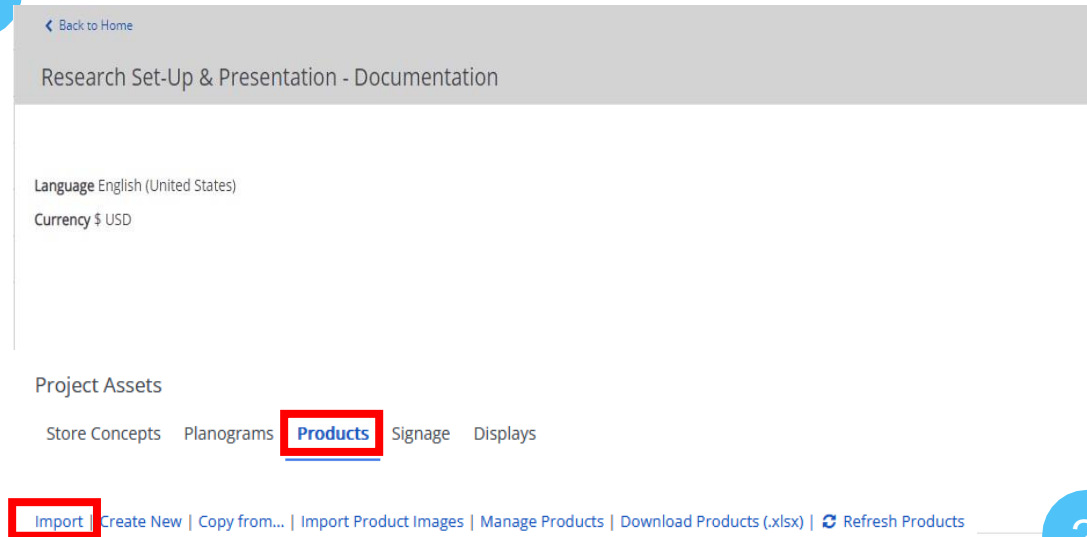 Back to Home
Research Set-Up & Presentation - Documentation
Language English (United States)
Currency $ USD
Project Assets
Store Concepts Planograms Products Signage Displays
Import | Create New | Copy from... | Import Product Images | Manage Products | Download Products (.xlsx) | Refresh Products